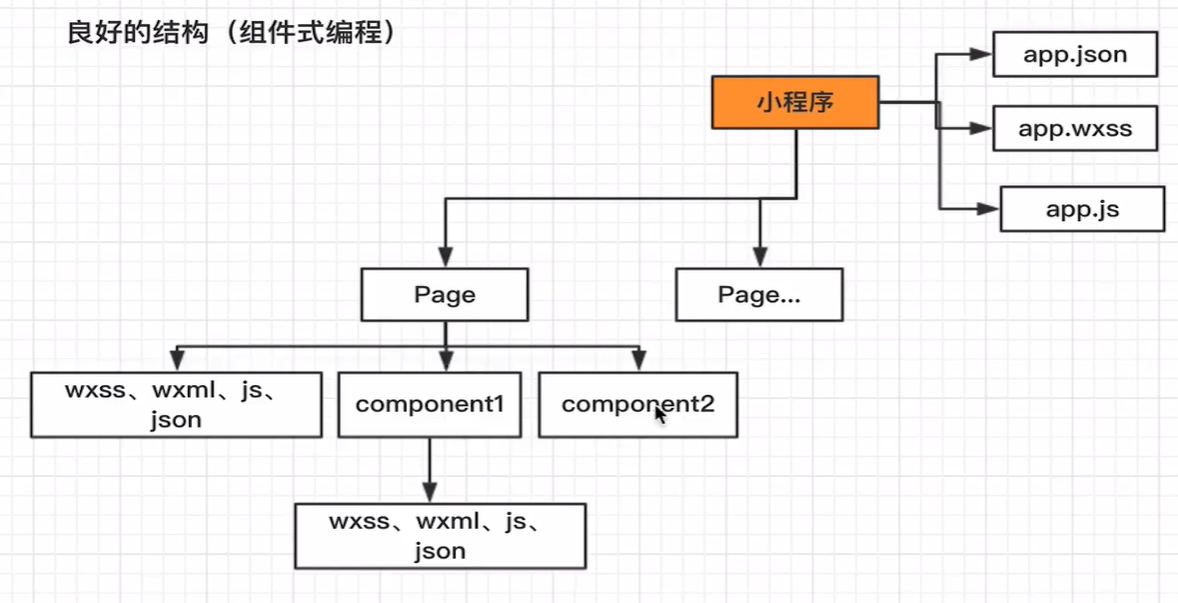 良好的结构（组件式编程）
app.json
小程序
app.wxss
app.js
Page
Page...
wxss、wxml、js、
json
component1
component2
wxss、wxml、js、
json